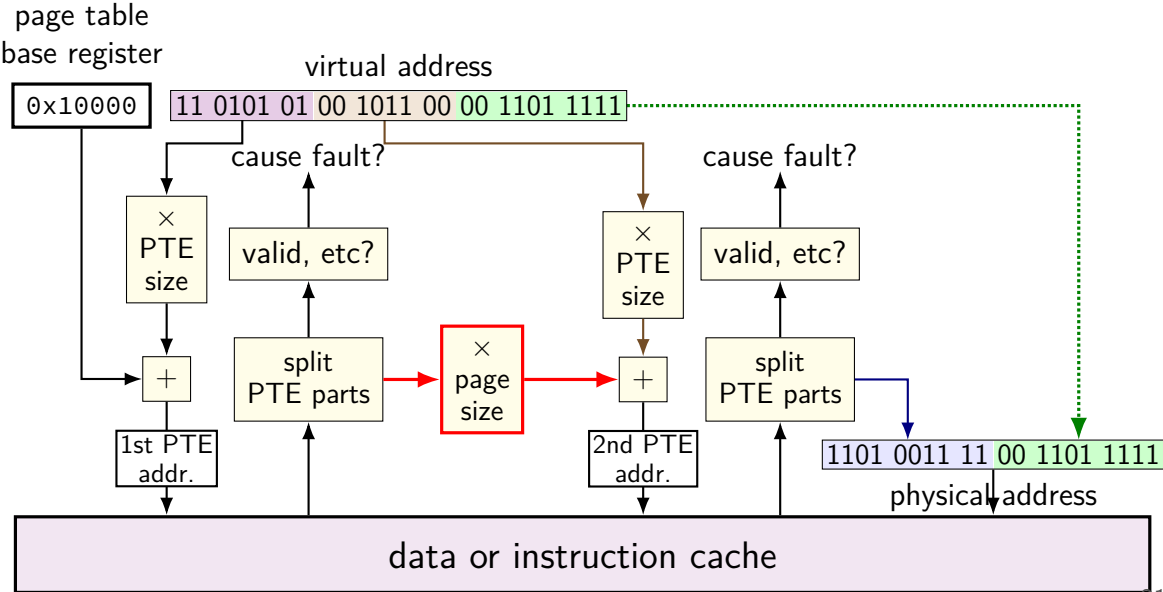 page table
base register
0x10000
virtual address
11 0101 01 00 1011 00 00 1101 1111
cause fault?
cause fault?
×
PTE
size
valid, etc?
×
PTE
size
valid, etc?
+
split
PTE parts
×
page
size
+
split
PTE parts
1st PTE
addr.
2nd PTE
addr.
1101 0011 11 00 1101 1111
physical address
data or instruction cache